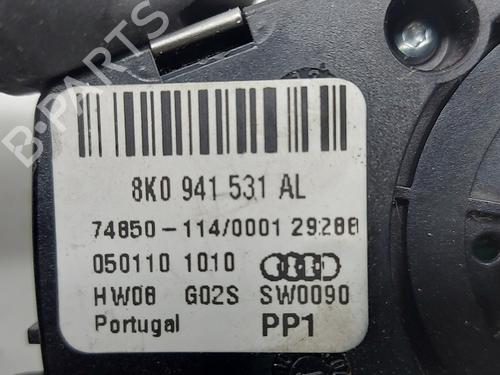 B-PARTS
8K0 941 531 AL
74850-114/0001 29288
050110 1010
HW08 G02S SW0090
Portugal PP1